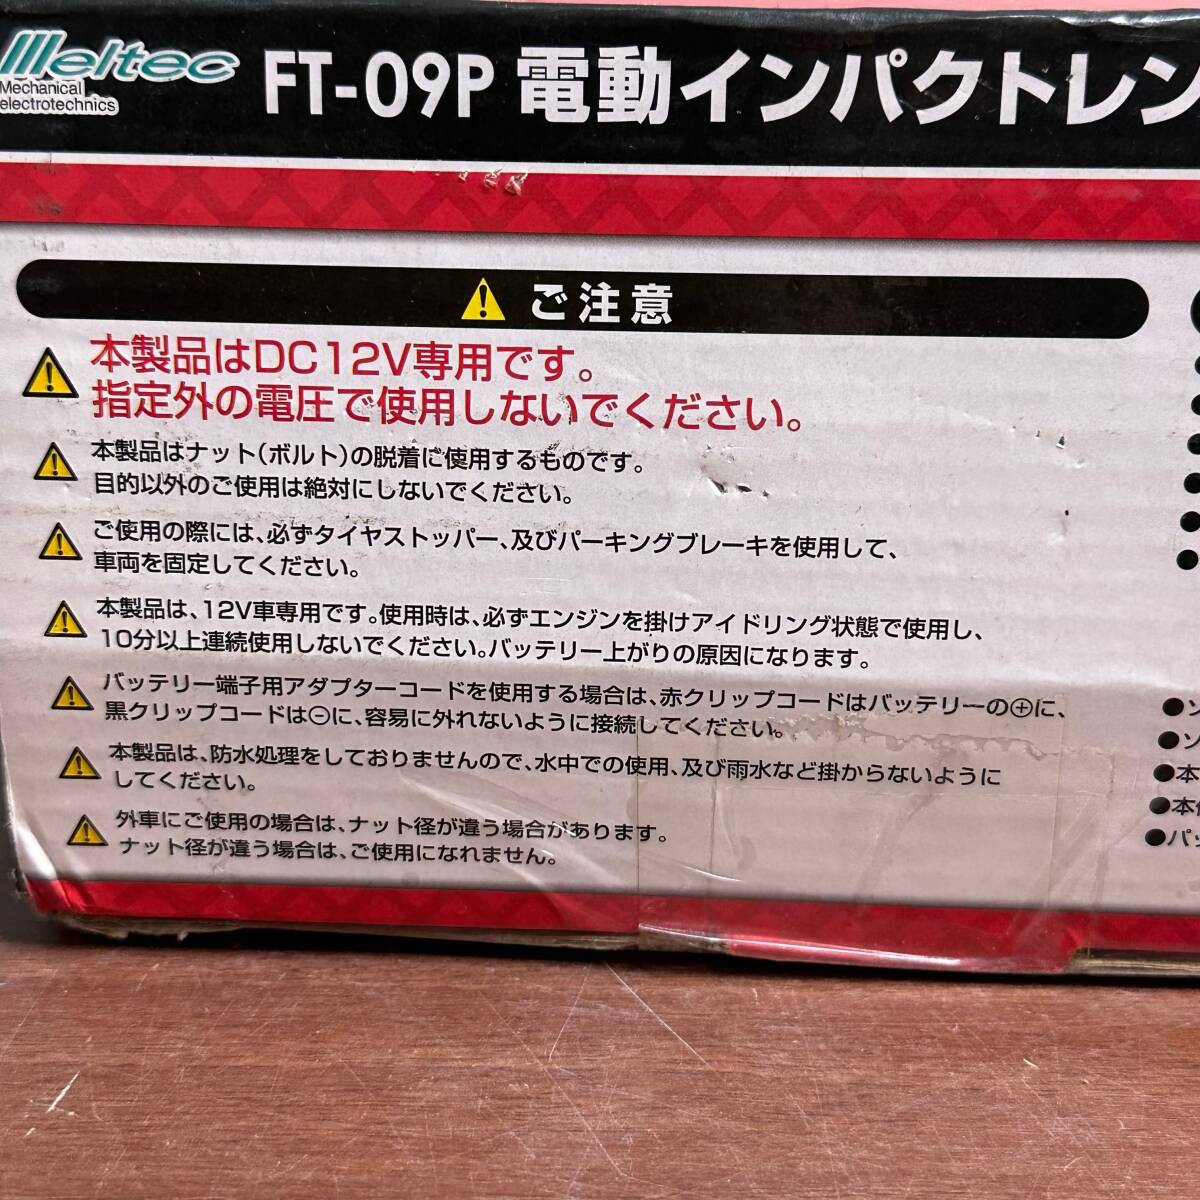 Meltec
Mechanical
electrotechnics
FT-09P 電動インパクトレン
ご注意
本製品はDC12V専用です。
指定外の電圧で使用しないでください。
本製品はナット(ボルト)の脱着に使用するものです。
目的以外のご使用は絶対にしないでください。
ご使用の際には、必ずタイヤストッパー、及びパーキングブレーキを使用して、
車両を固定してください。
本製品は、12V車専用です。使用時は、必ずエンジンを掛けアイドリング状態で使用し、
10分以上連続使用しないでください。バッテリー上がりの原因になります。
バッテリー端子用アダプターコードを使用する場合は、赤クリップコードはバッテリーの⊕に、
黒クリップコードは⊖に、容易に外れないように接続してください。
本製品は、防水処理をしておりませんので、水中での使用、及び雨水など掛からないように
してください。
外車にご使用の場合は、ナット径が違う場合があります。
ナット径が違う場合は、ご使用になれません。
●ソ
●ソ
●本
●本体
●パッ